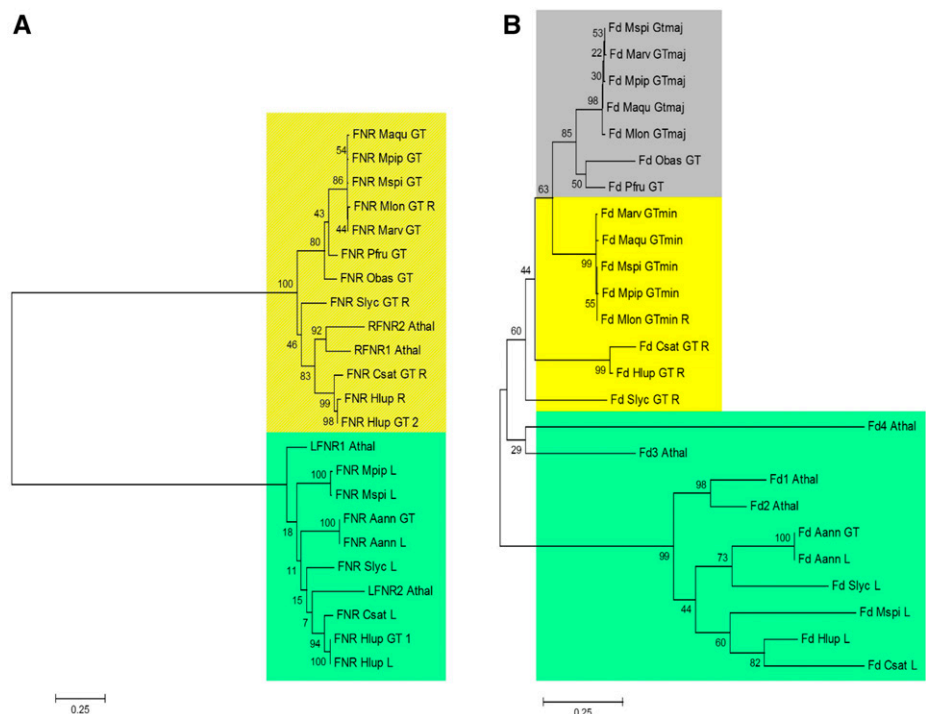 A
FNR Maqu GT
54
FNR Mpip GT
86
FNR Mspi GT
43
FNR Mlon GT R
44
FNR Marv GT
80
FNR Pfru GT
FNR Obas GT
100
FNR Slyc GT R
92
RFNR2 Athal
46
RFNR1 Athal
83
FNR Csat GT R
99
FNR Hlup R
98
FNR Hlup GT 2
LFNR1 Athal
100
FNR Mpip L
FNR Mspi L
18
FNR Aann GT
100
FNR Aann L
11
FNR Slyc L
15
LFNR2 Athal
7
FNR Csat L
94
FNR Hlup GT 1
100
FNR Hlup L
0.25
B
53
Fd Mspi Gtmaj
22
Fd Marv GTmaj
30
Fd Mpip GTmaj
98
Fd Maqu Gtmaj
Fd Mlon GTmaj
85
Fd Obas GT
50
Fd Pfru GT
63
Fd Marv GTmin
Fd Maqu GTmin
99
Fd Mspi GTmin
44
Fd Mpip GTmin
55
Fd Mlon GTmin R
60
Fd Csat GT R
99
Fd Hlup GT R
Fd Slyc GT R
Fd4 Athal
29
Fd3 Athal
98
Fd1 Athal
Fd2 Athal
99
Fd Aann GT
100
Fd Aann L
73
Fd Slyc L
44
Fd Mspi L
60
Fd Hlup L
82
Fd Csat L
0.25